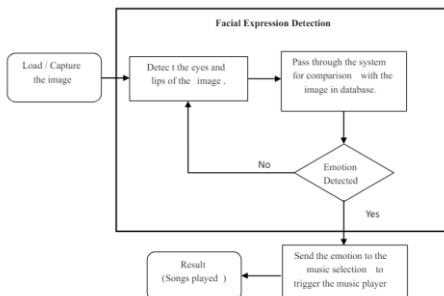 Facial Expression Detection
Load / Capture
the image
Detec t the eyes and
lips of the image .
Pass through the system
for comparison with the
image in database.
No
Emotion
Detected
Yes
Result
(Songs played )
Send the emotion to the
music selection to
trigger the music player